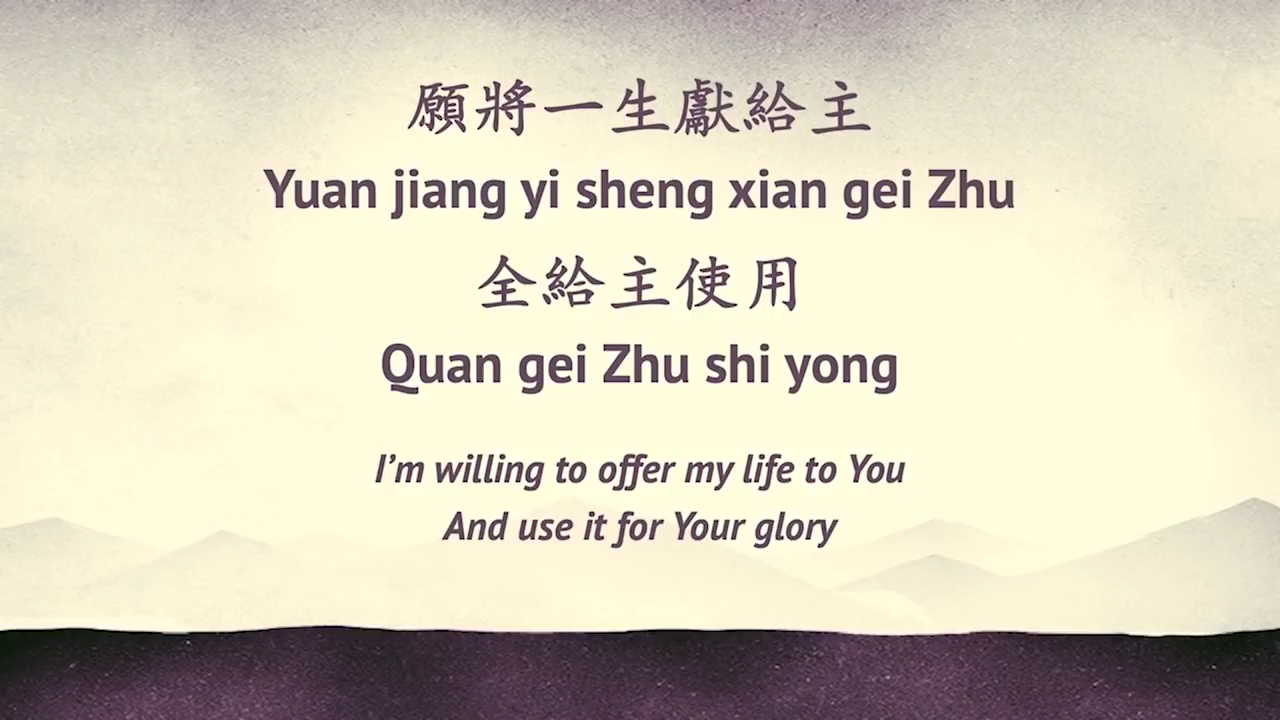 願將一生獻給主
Yuan jiang yi sheng xian gei Zhu
全給主使用
Quan gei Zhu shi yong
I'm willing to offer my life to You
And use it for Your glory